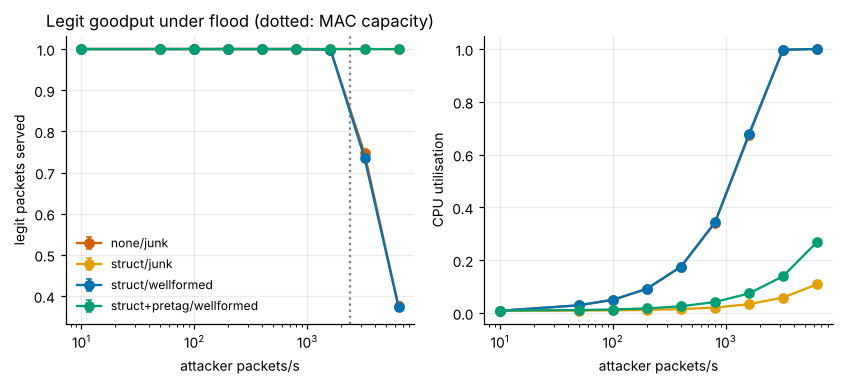 Legit goodput under flood (dotted: MAC capacity)
legit packets served
1.0
0.9
0.8
0.7
0.6
0.5
0.4
none/junk
struct/junk
struct/wellformed
struct+pretag/wellformed
10¹
10²
10³
attacker packets/s
CPU utilisation
1.0
0.8
0.6
0.4
0.2
0.0
10¹
10²
10³
attacker packets/s